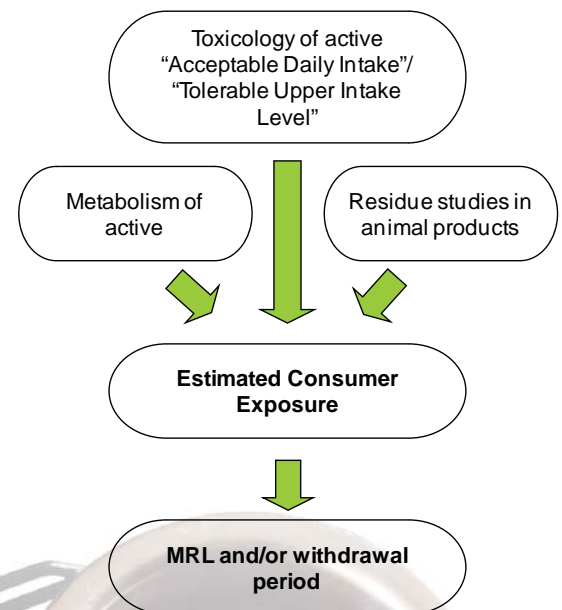 Toxicology of active
“Acceptable Daily Intake”/
“Tolerable Upper Intake
Level”
Metabolism of
active
Residue studies in
animal products
Estimated Consumer
Exposure
MRL and/or withdrawal
period